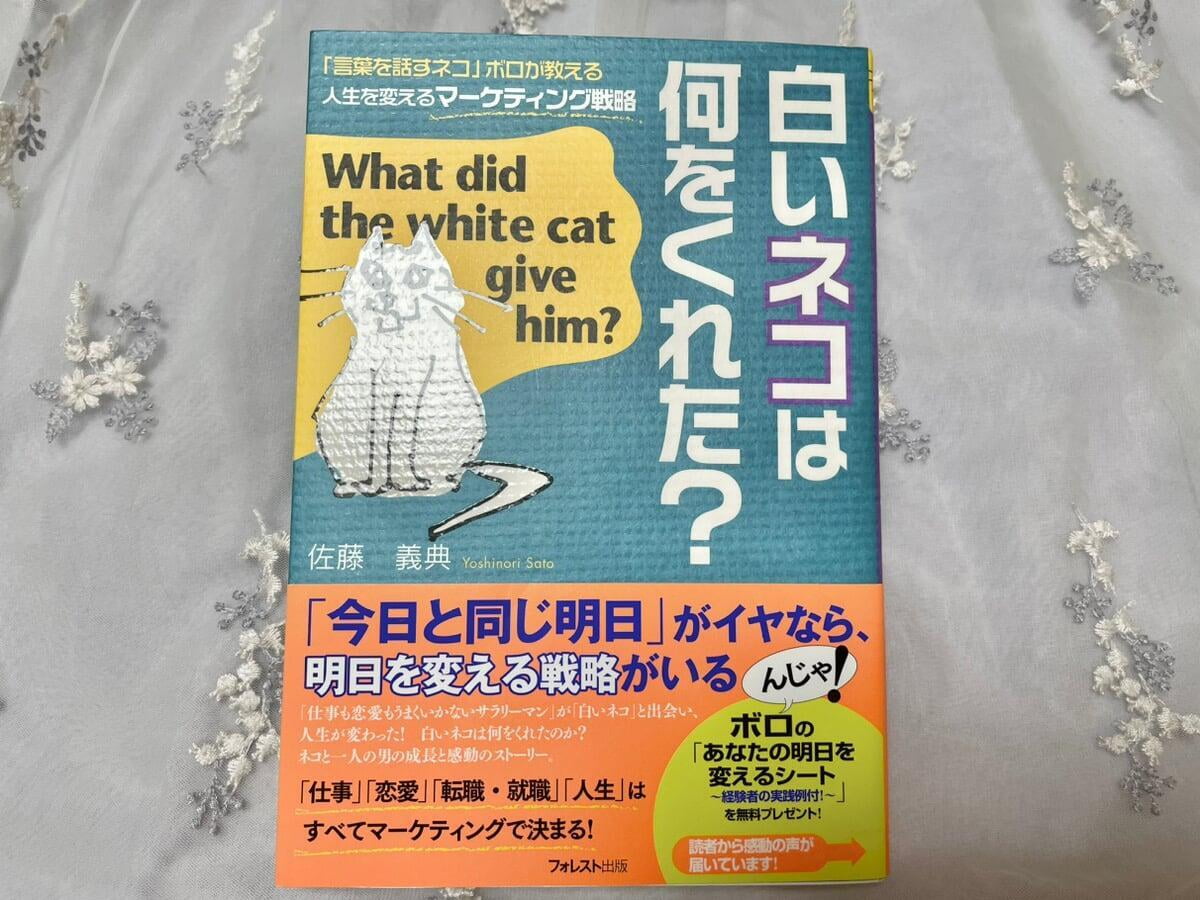 「言葉を話すネコ」ボロが教える
人生を変えるマーケティング戦略
白いネコは
何をくれた?
What did
the white cat
give
him?
佐藤 義典 Yoshinori Sato
「今日と同じ明日」がイヤなら、
明日を変える戦略がいる
んじゃ!
「仕事も恋愛もうまくいかないサラリーマン」が「白いネコ」と出会い、
人生が変わった! 白いネコは何をくれたのか?
ネコと一人の男の成長と感動のストーリー。
「仕事」「恋愛」「転職・就職」「人生」は
すべてマーケティングで決まる!
ボロの
「あなたの明日を
変えるシート
~経験者の実践例付!~」
を無料プレゼント!
読者から感動の声が
届いています!
フォレスト出版